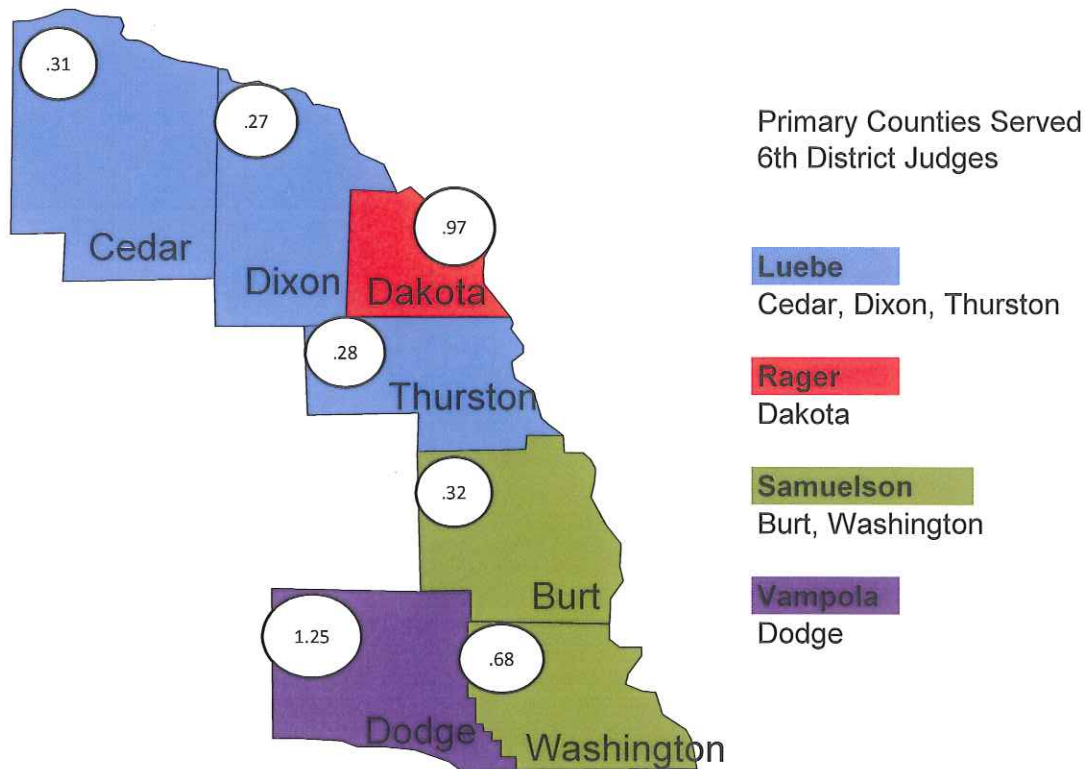 .31
.27
Primary Counties Served
6th District Judges
.97
Cedar
Dixon
Dakota
Luebe
Cedar, Dixon, Thurston
.28
Thurston
Rager
Dakota
.32
Samuelson
Burt, Washington
Burt
Vampola
Dodge
1.25
.68
Dodge
Washington